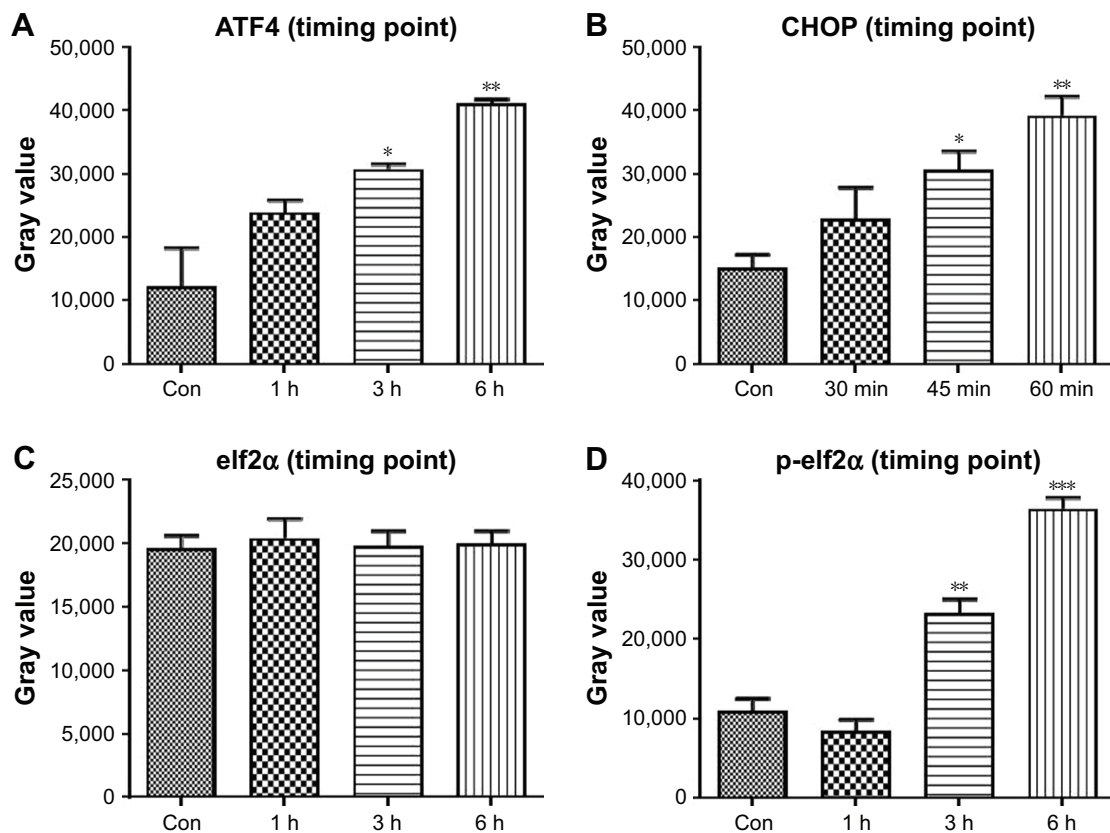 A
ATF4 (timing point)
50,000
40,000
30,000
20,000
10,000
0
Gray value
*
**
Con 1 h 3 h 6 h
B
CHOP (timing point)
50,000
40,000
30,000
20,000
10,000
0
Gray value
*
**
Con 30 min 45 min 60 min
C
elf2α (timing point)
25,000
20,000
15,000
10,000
5,000
0
Gray value
Con 1 h 3 h 6 h
D
p-elf2α (timing point)
40,000
30,000
20,000
10,000
0
Gray value
**
***
Con 1 h 3 h 6 h